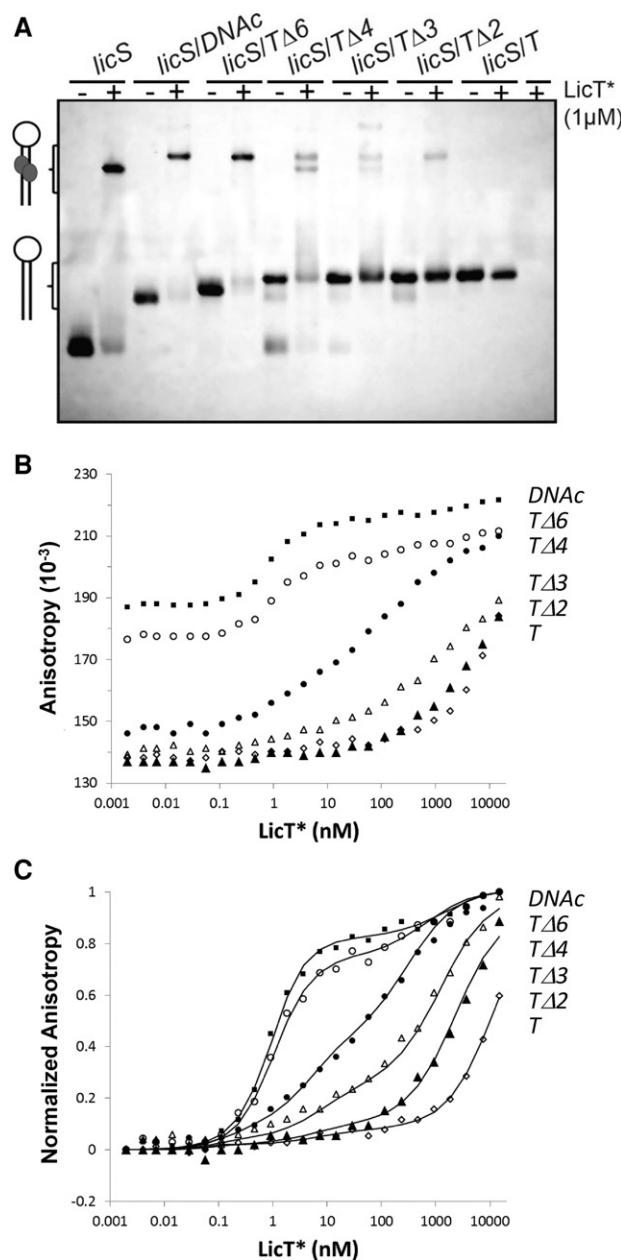 A
licS
licS/DNAc
licS/TΔ6
licS/TΔ4
licS/TΔ3
licS/TΔ2
licS/T
- + - + - + - + - + - + - + +
LicT*
(1μM)
B
Anisotropy (10-3)
210
190
170
150
130
0.001 0.01 0.1 1 10 100 1000 10000
LicT* (nM)
DNAc
TΔ6
TΔ4
TΔ3
TΔ2
T
C
Normalized Anisotropy
1
0.8
0.6
0.4
0.2
0
-0.2
0.001 0.01 0.1 1 10 100 1000 10000
LicT* (nM)
DNAc
TΔ6
TΔ4
TΔ3
TΔ2
T